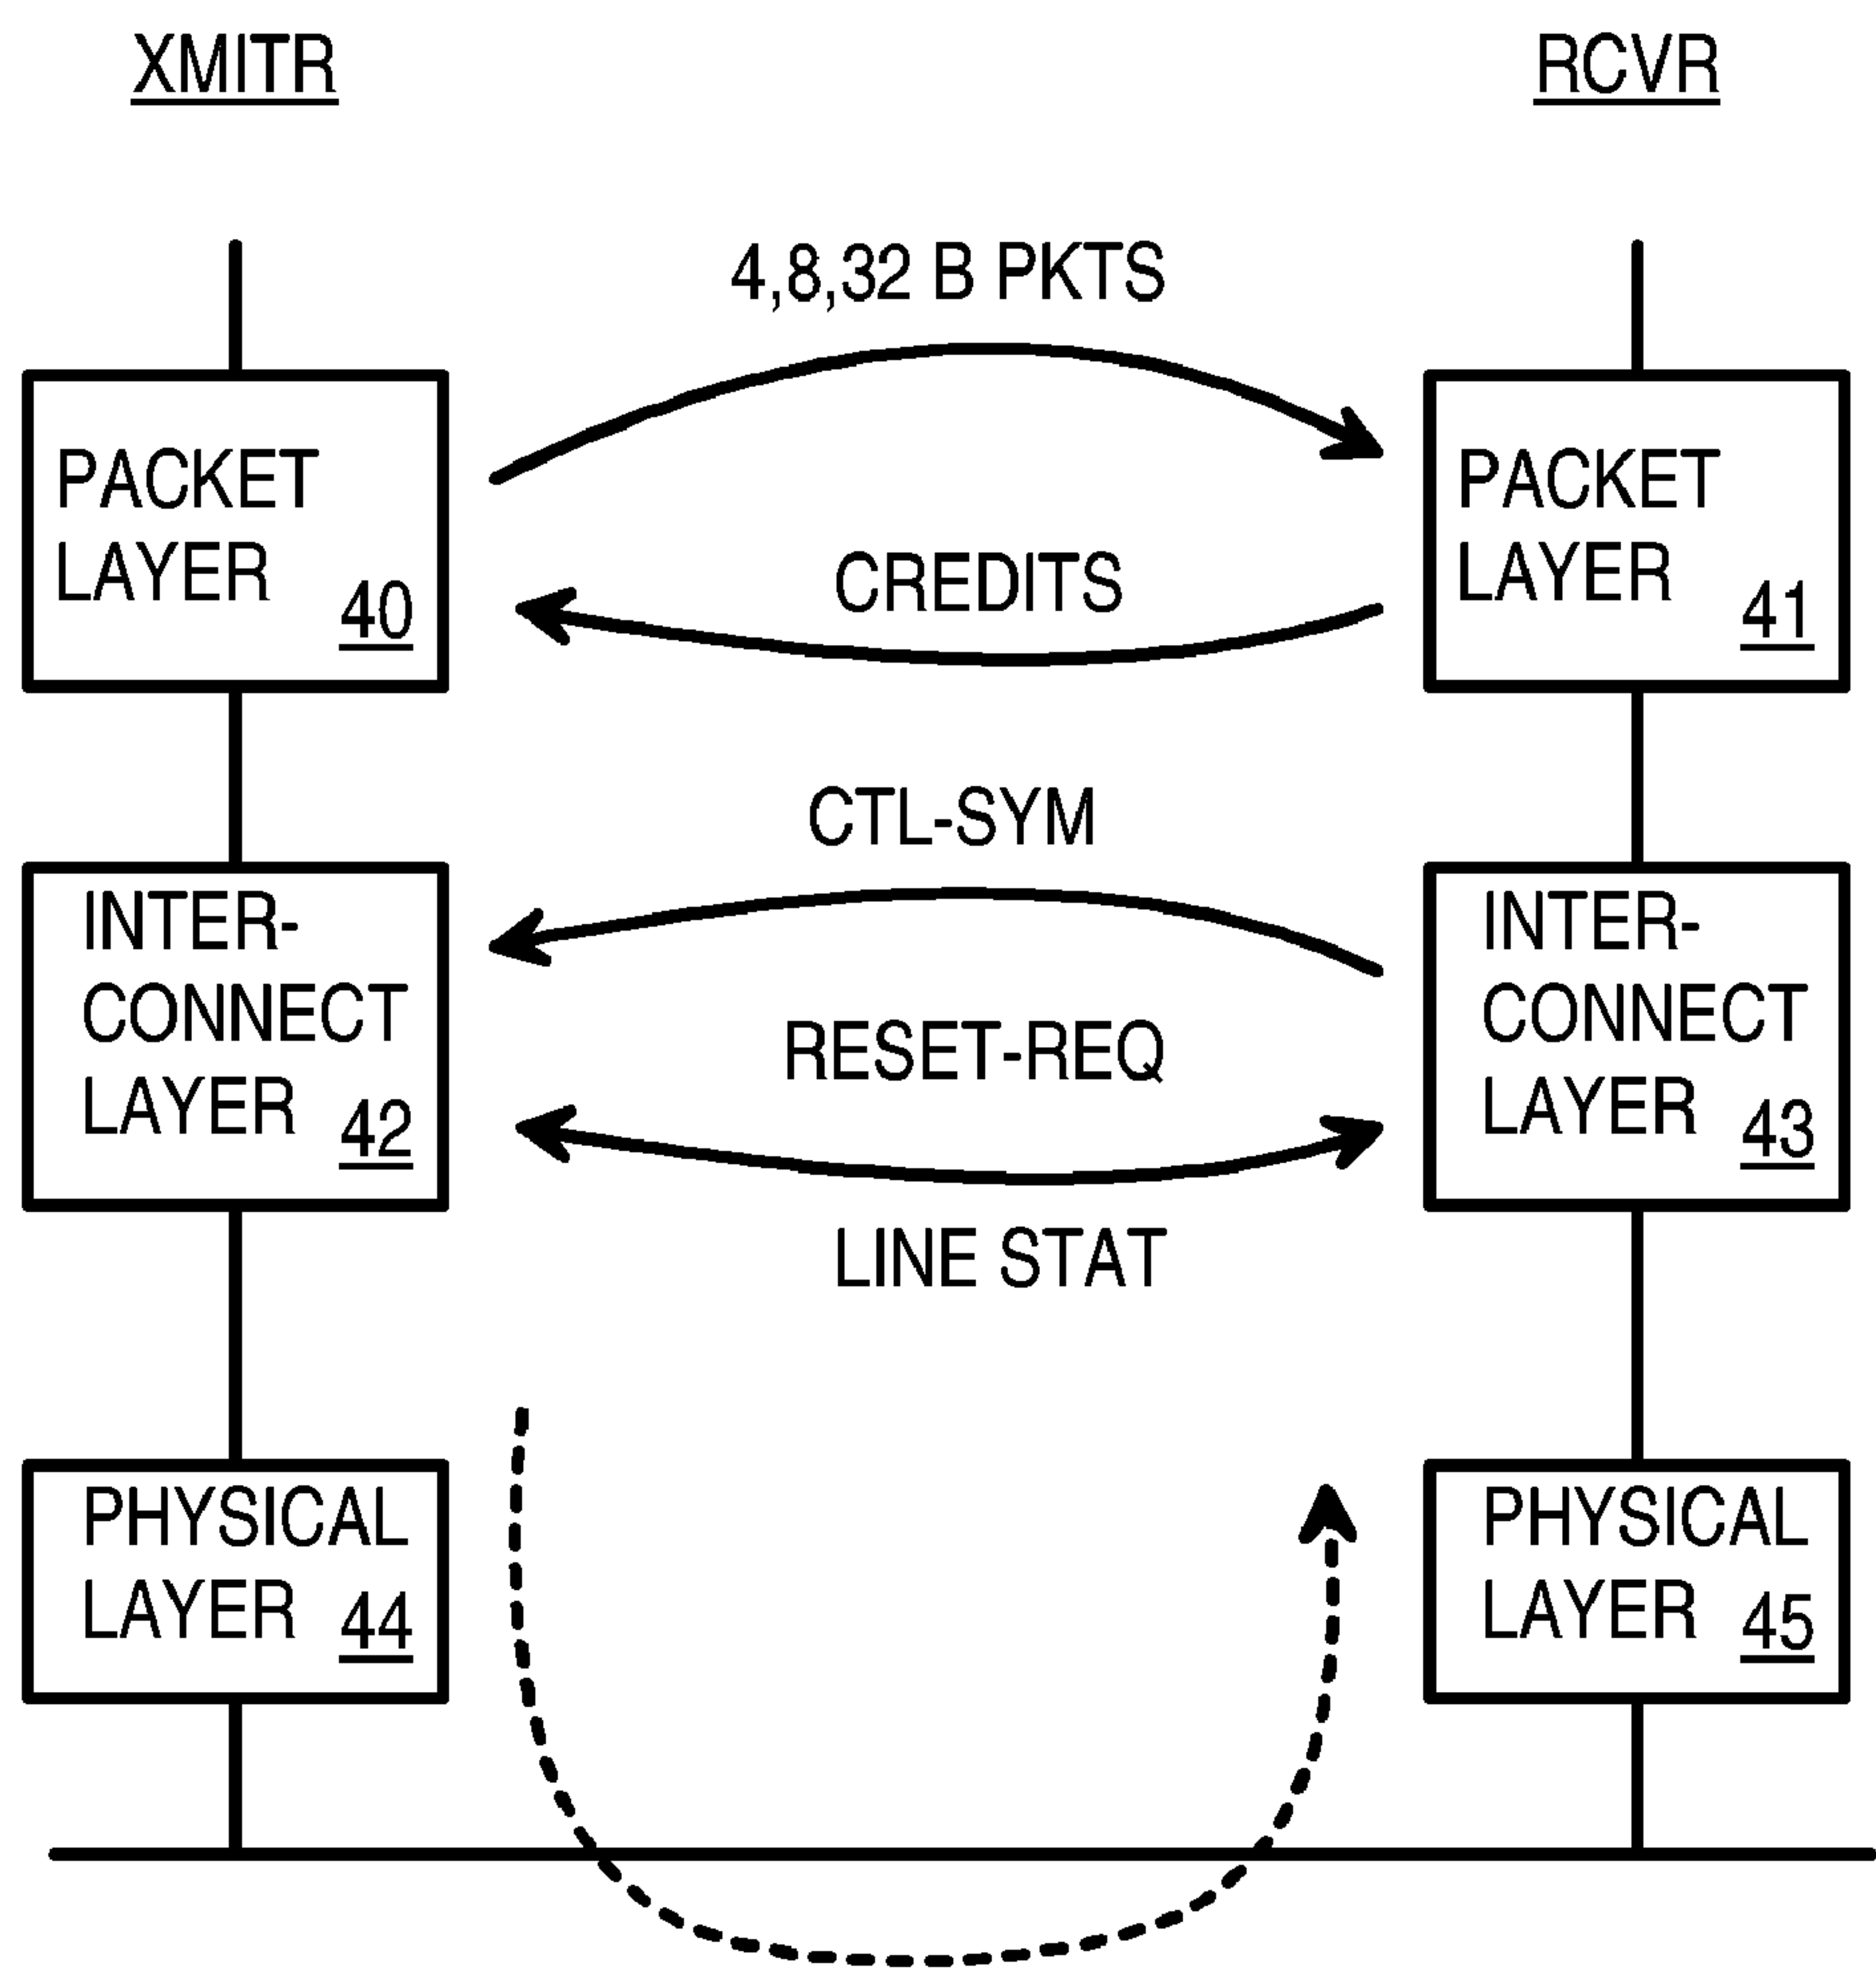 XMITR
RCVR
4,8,32 B PKTS
PACKET
LAYER
40
CREDITS
PACKET
LAYER
41
CTL-SYM
INTER-
CONNECT
LAYER
42
RESET-REQ
INTER-
CONNECT
LAYER
43
LINE STAT
PHYSICAL
LAYER
44
PHYSICAL
LAYER
45